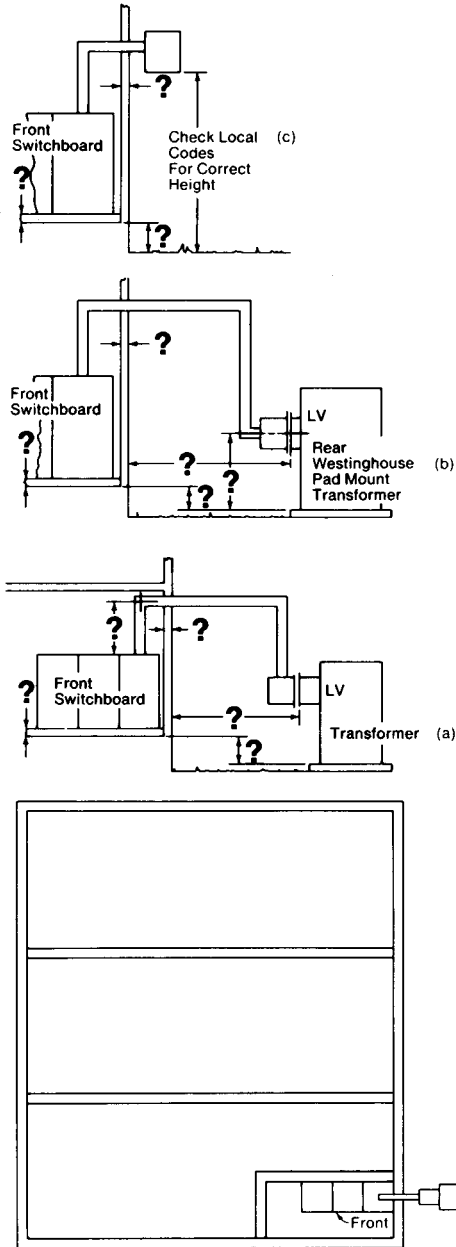 ?
Front
Switchboard
?
Check Local
Codes
For Correct
Height
(c)
?
?
Front
Switchboard
?
LV
?
?
?
Rear
Westinghouse
Pad Mount
Transformer
(b)
?
?
Front
Switchboard
?
?
LV
?
Transformer (a)
Front